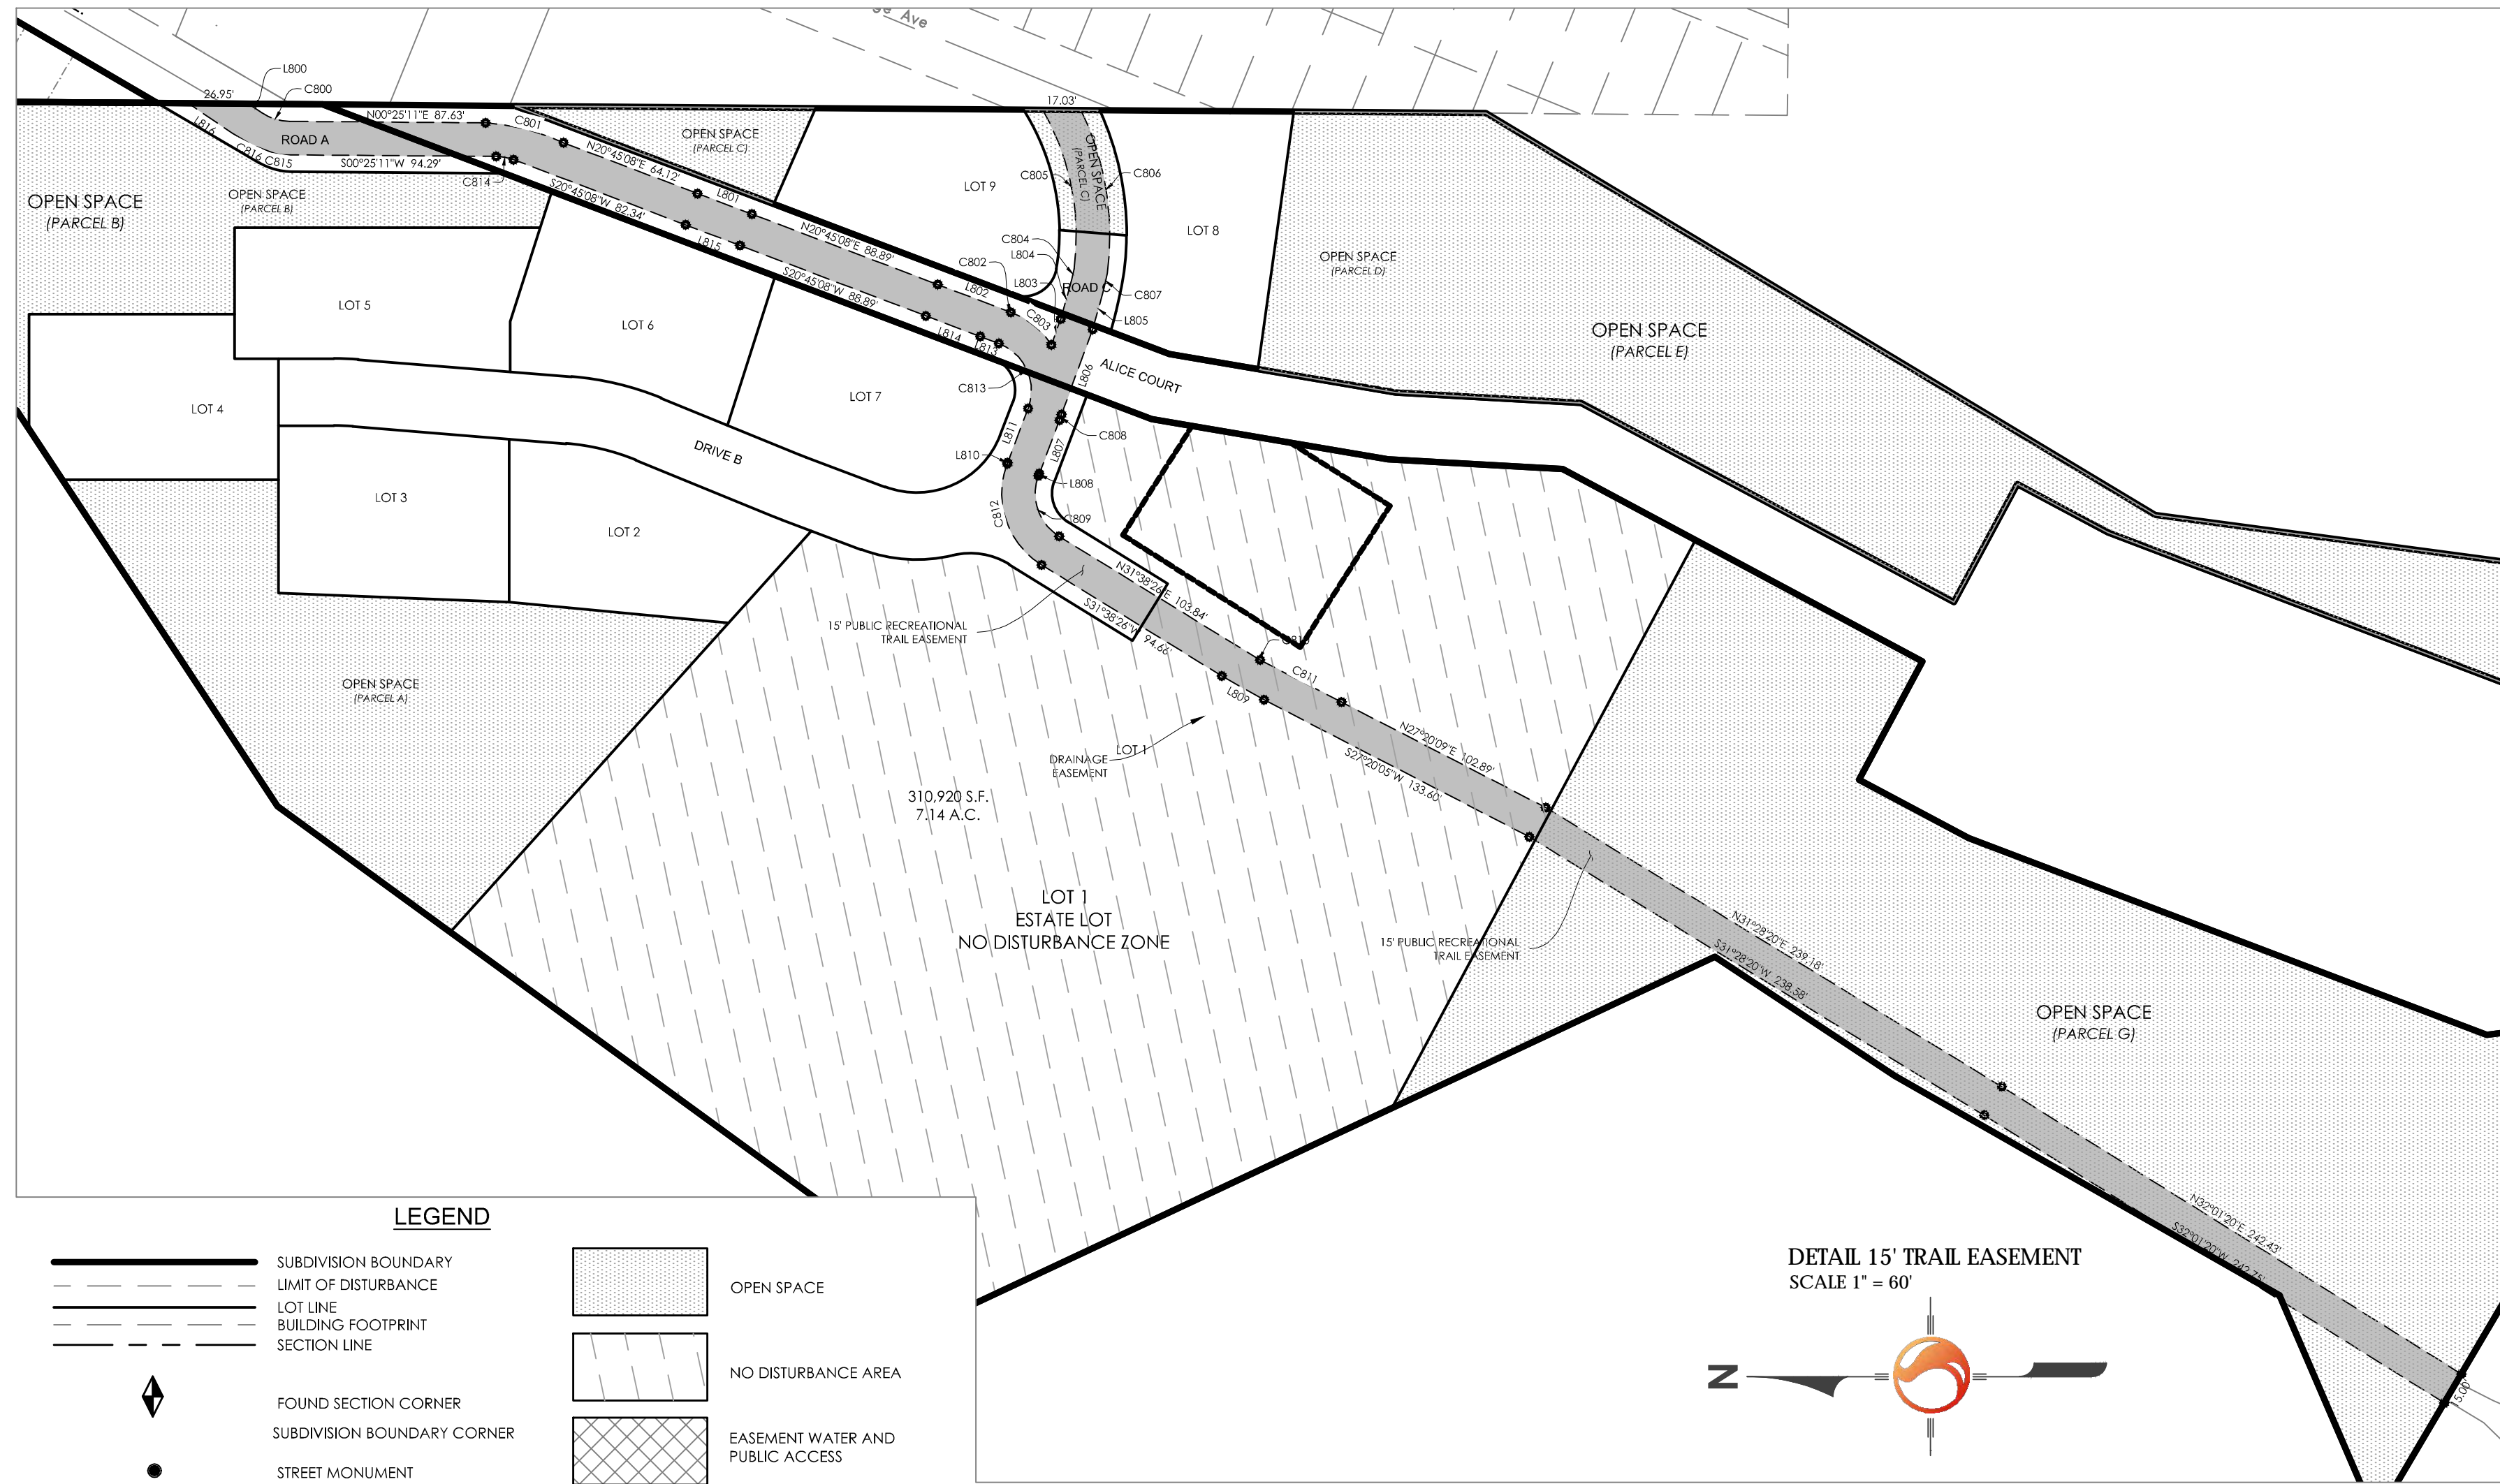 Ave
L800
C800
26.95'
17.03'
N00°25'11"E 87.63'
C801
L816
ROAD A
C816 C815
S00°25'11"W 94.29'
C814
OPEN SPACE
(PARCEL C)
N20°45'08"E 64.12'
L801
S20°45'08"W 82.34'
L815
N20°45'08"E 88.89'
S20°45'08"W 88.89'
OPEN SPACE
(PARCEL B)
OPEN SPACE
(PARCEL B)
LOT 9
OPEN SPACE
(PARCEL C)
C805
C806
LOT 8
C804
L804
C802
L803
L802
ROAD C
C807
C803
L805
L814
L813
L806
ALICE COURT
C813
OPEN SPACE
(PARCEL D)
OPEN SPACE
(PARCEL E)
LOT 5
LOT 6
LOT 7
LOT 4
DRIVE B
L811
C808
L810
L807
L808
C812
C809
LOT 3
LOT 2
N31°38'26"E 103.84'
S31°38'26"W 94.66'
15' PUBLIC RECREATIONAL
TRAIL EASEMENT
C811
L809
OPEN SPACE
(PARCEL A)
N27°20'09"E 102.89'
S27°20'05"W 133.60'
LOT 1
DRAINAGE
EASEMENT
310,920 S.F.
7.14 A.C.
LOT 1
ESTATE LOT
NO DISTURBANCE ZONE
15' PUBLIC RECREATIONAL
TRAIL EASEMENT
N31°28'20"E 239.18'
S31°28'20"W 238.58'
OPEN SPACE
(PARCEL G)
N32°01'20"E 242.43'
S32°01'20"W 242.75'
5.00'
LEGEND
SUBDIVISION BOUNDARY
LIMIT OF DISTURBANCE
LOT LINE
BUILDING FOOTPRINT
SECTION LINE
FOUND SECTION CORNER
SUBDIVISION BOUNDARY CORNER
STREET MONUMENT
OPEN SPACE
NO DISTURBANCE AREA
EASEMENT WATER AND
PUBLIC ACCESS
DETAIL 15' TRAIL EASEMENT
SCALE 1" = 60'
N